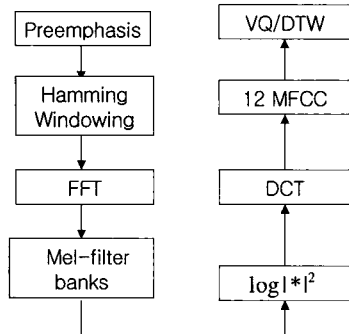 Preemphasis
Hamming
Windowing
FFT
Mel-filter
banks
log|*|²
DCT
12 MFCC
VQ/DTW